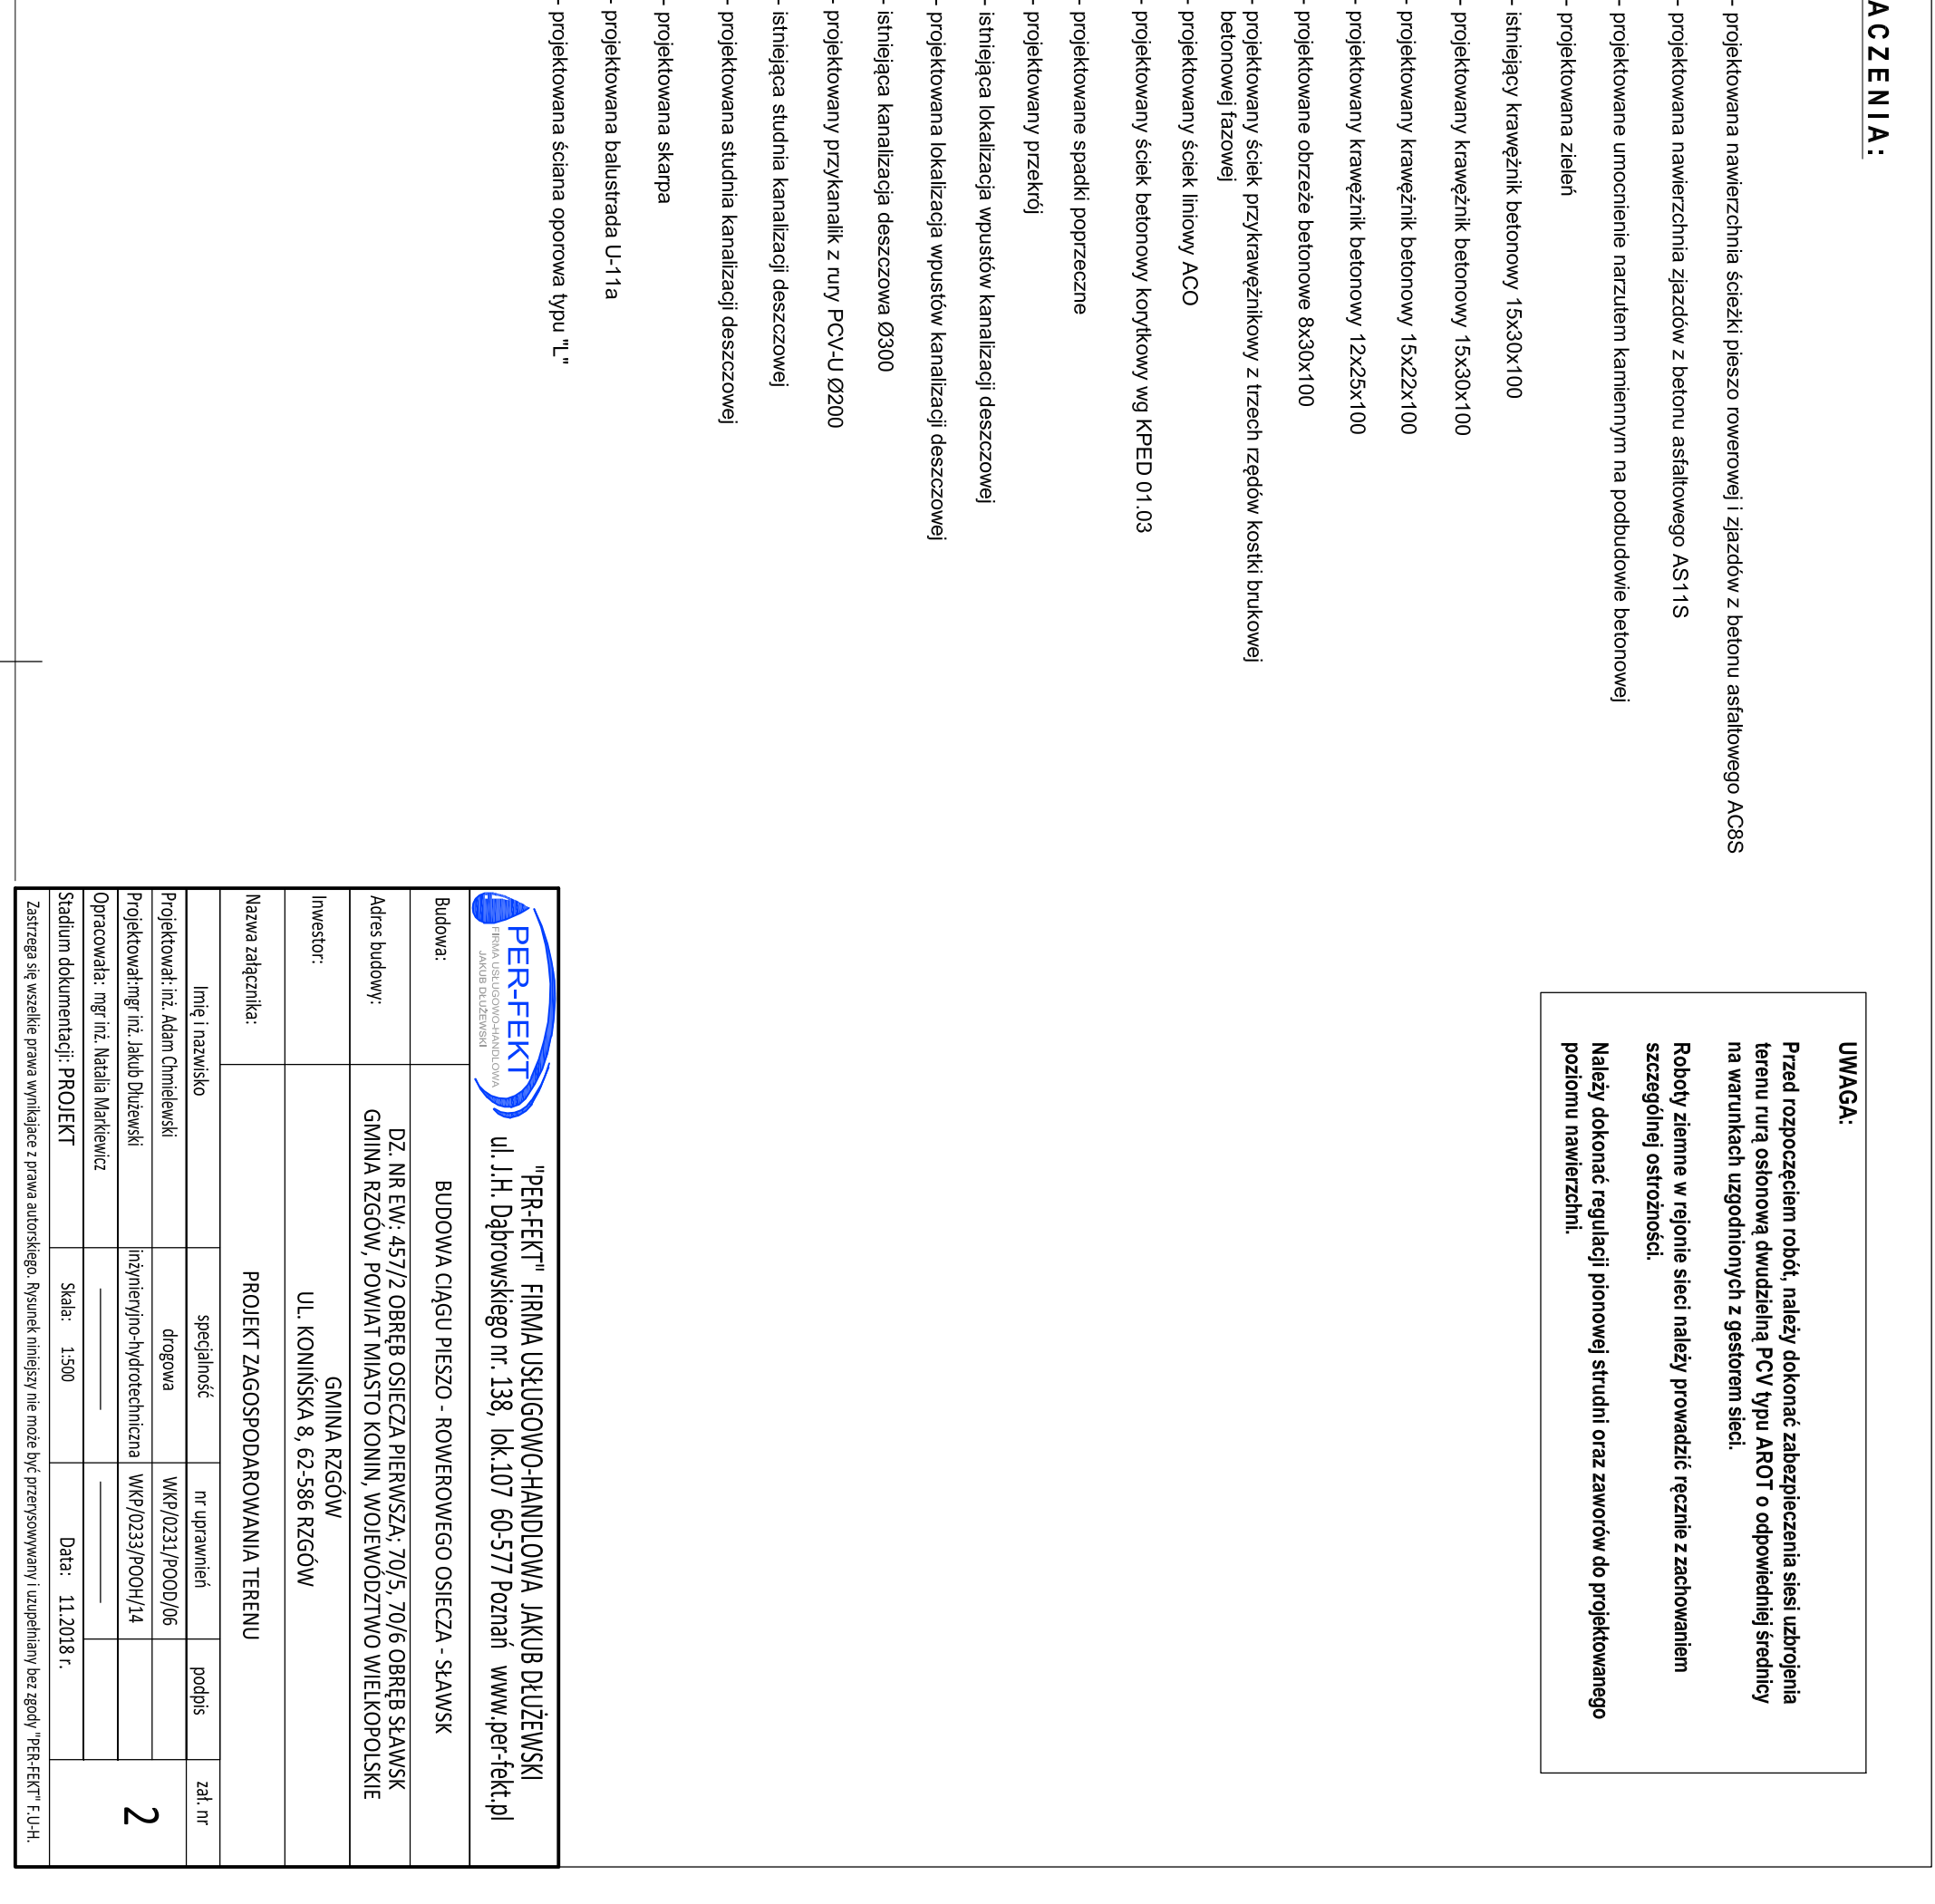 ACZENIA:
- projektowana nawierzchnia ścieżki pieszo rowerowej i zjazdów z betonu asfaltowego AC8S
- projektowana nawierzchnia zjazdów z betonu asfaltowego AS11S
- projektowane umocnienie narzutem kamiennym na podbudowie betonowej
- projektowana zieleń
- istniejący krawężnik betonowy 15x30x100
- projektowany krawężnik betonowy 15x30x100
- projektowany krawężnik betonowy 15x22x100
- projektowany krawężnik betonowy 12x25x100
- projektowane obrzeże betonowe 8x30x100
- projektowany ściek przykrawężnikowy z trzech rzędów kostki brukowej
betonowej fazowej
- projektowany ściek liniowy ACO
- projektowany ściek betonowy korytkowy wg KPED 01.03
- projektowane spadki poprzeczne
- projektowany przekrój
- istniejąca lokalizacja wpustów kanalizacji deszczowej
- projektowana lokalizacja wpustów kanalizacji deszczowej
- istniejąca kanalizacja deszczowa Ø300
- projektowany przykanalik z rury PCV-U Ø200
- istniejąca studnia kanalizacji deszczowej
- projektowana studnia kanalizacji deszczowej
- projektowana skarpa
- projektowana balustrada U-11a
- projektowana ściana oporowa typu "L"
UWAGA:
Przed rozpoczęciem robót, należy dokonać zabezpieczenia siesi uzbrojenia
terenu rurą osłonową dwudzielną PCV typu AROT o odpowiedniej średnicy
na warunkach uzgodnionych z gestorem sieci.
Roboty ziemne w rejonie sieci należy prowadzić ręcznie z zachowaniem
szczególnej ostrożności.
Należy dokonać regulacji pionowej strudni oraz zaworów do projektowanego
poziomu nawierzchni.
PER-FEKT
FIRMA USŁUGOWO-HANDLOWA
JAKUB DŁUŻEWSKI
"PER-FEKT" FIRMA USŁUGOWO-HANDLOWA JAKUB DŁUŻEWSKI
ul. J.H. Dąbrowskiego nr. 138, lok.107 60-577 Poznań www.per-fekt.pl
Budowa: BUDOWA CIĄGU PIESZO - ROWEROWEGO OSIECZA - SŁAWSK
Adres budowy: DZ. NR EW: 457/2 OBRĘB OSIECZA PIERWSZA; 70/5, 70/6 OBRĘB SŁAWSK
GMINA RZGÓW, POWIAT MIASTO KONIN, WOJEWÓDZTWO WIELKOPOLSKIE
Inwestor: GMINA RZGÓW
UL. KONIŃSKA 8, 62-586 RZGÓW
Nazwa załącznika: PROJEKT ZAGOSPODAROWANIA TERENU
Imię i nazwisko specjalność nr uprawnień podpis zał. nr
Projektował: inż. Adam Chmielewski drogowa WKP/0231/POOD/06
Projektował:mgr inż. Jakub Dłużewski inżynieryjno-hydrotechniczna WKP/0233/POOH/14 2
Opracowała: mgr inż. Natalia Markiewicz
Stadium dokumentacji: PROJEKT Skala: 1:500 Data: 11.2018 r.
Zastrzega się wszelkie prawa wynikajace z prawa autorskiego. Rysunek niniejszy nie może być przerysowywany i uzupełniany bez zgody "PER-FEKT" F.U-H.